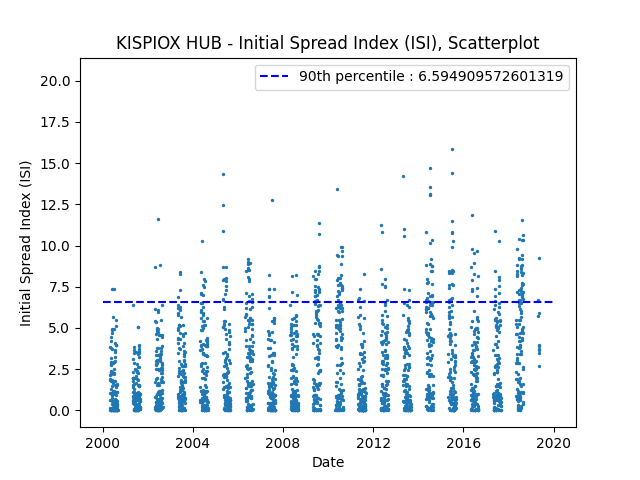 KISPIOX HUB - Initial Spread Index (ISI), Scatterplot
90th percentile : 6.594909572601319
Initial Spread Index (ISI)
20.0
17.5
15.0
12.5
10.0
7.5
5.0
2.5
0.0
2000 2004 2008 2012 2016 2020
Date